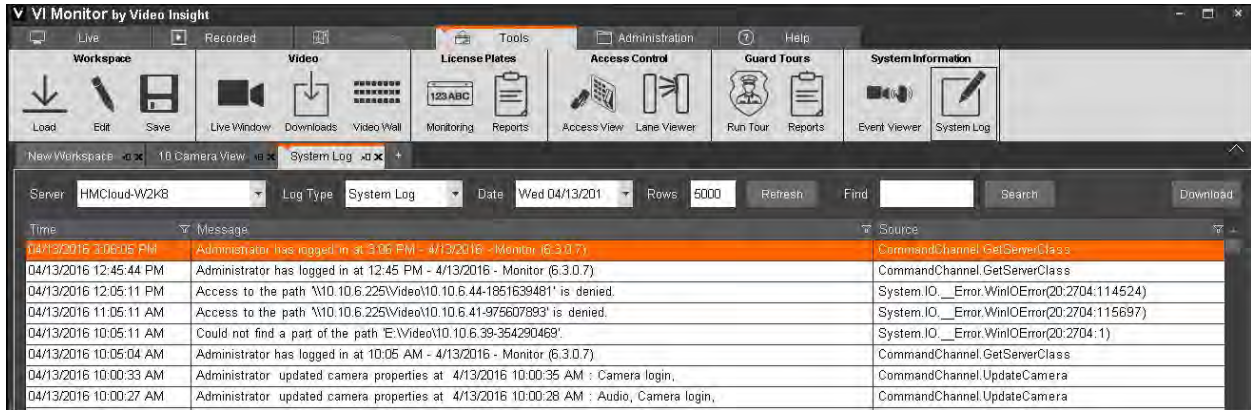 VI Monitor by Video Insight
Live Recorded Tools Administration Help
Workspace Video License Plates Access Control Guard Tours System Information
123ABC
Load Edit Save Live Window Downloads Video Wall Monitoring Reports Access View Lane Viewer Run Tour Reports Event Viewer System Log
New Workspace 10 Camera View System Log +
Server HMCloud-W2K8 Log Type System Log Date Wed 04/13/201 Rows 5000 Refresh Find Search Download
Time Message Source
04/13/2016 3:06:05 PM Administrator has logged in at 3:06 PM - 4/13/2016 - Monitor (6.3.0.7) CommandChannel.GetServerClass
04/13/2016 12:45:44 PM Administrator has logged in at 12:45 PM - 4/13/2016 - Monitor (6.3.0.7) CommandChannel.GetServerClass
04/13/2016 12:05:11 PM Access to the path '\\10.10.6.225\Video\10.10.6.44-1851639481' is denied. System.IO.__Error.WinIOError(20:2704:114524)
04/13/2016 11:05:11 AM Access to the path '\\10.10.6.225\Video\10.10.6.41-975607893' is denied. System.IO.__Error.WinIOError(20:2704:115697)
04/13/2016 10:05:11 AM Could not find a part of the path 'E:\Video\10.10.6.39-354290469'. System.IO.__Error.WinIOError(20:2704:1)
04/13/2016 10:05:04 AM Administrator has logged in at 10:05 AM - 4/13/2016 - Monitor (6.3.0.7) CommandChannel.GetServerClass
04/13/2016 10:00:33 AM Administrator updated camera properties at 4/13/2016 10:00:35 AM : Camera login, CommandChannel.UpdateCamera
04/13/2016 10:00:27 AM Administrator updated camera properties at 4/13/2016 10:00:28 AM : Audio, Camera login, CommandChannel.UpdateCamera